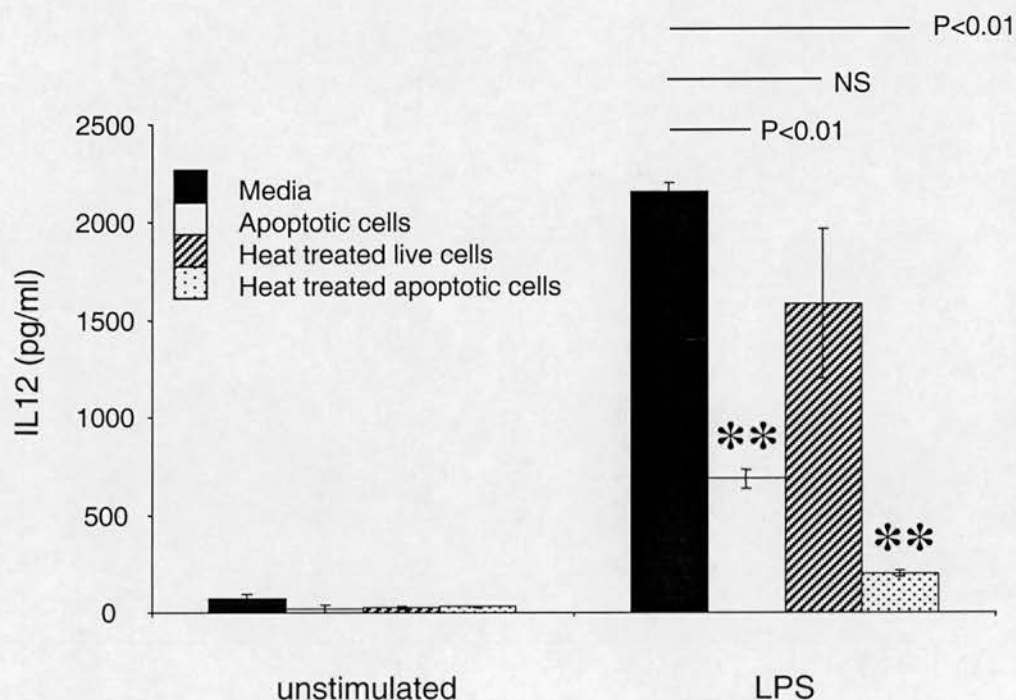 P<0.01
NS
P<0.01
2500
2000
1500
1000
500
0
IL12 (pg/ml)
Media
Apoptotic cells
Heat treated live cells
Heat treated apoptotic cells
**
**
unstimulated
LPS